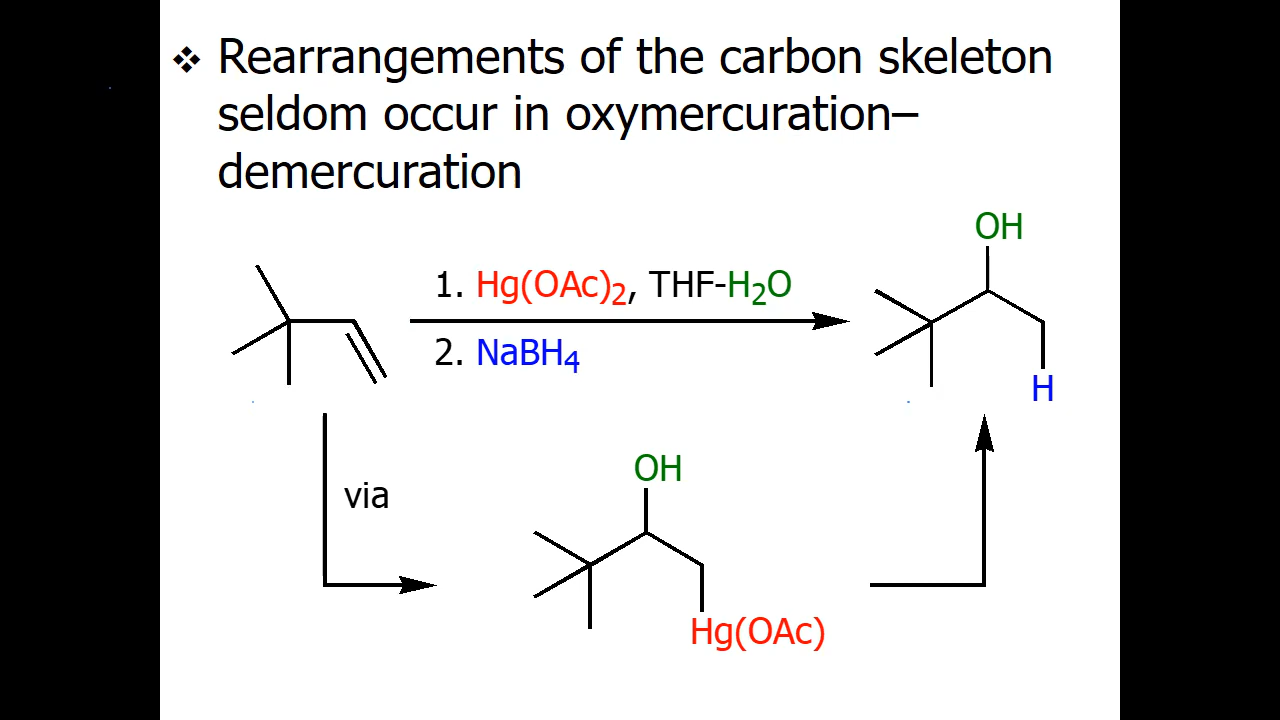 ❖ Rearrangements of the carbon skeleton
seldom occur in oxymercuration–
demercuration
OH
1. Hg(OAc)₂, THF-H₂O
2. NaBH₄
H
via
OH
Hg(OAc)